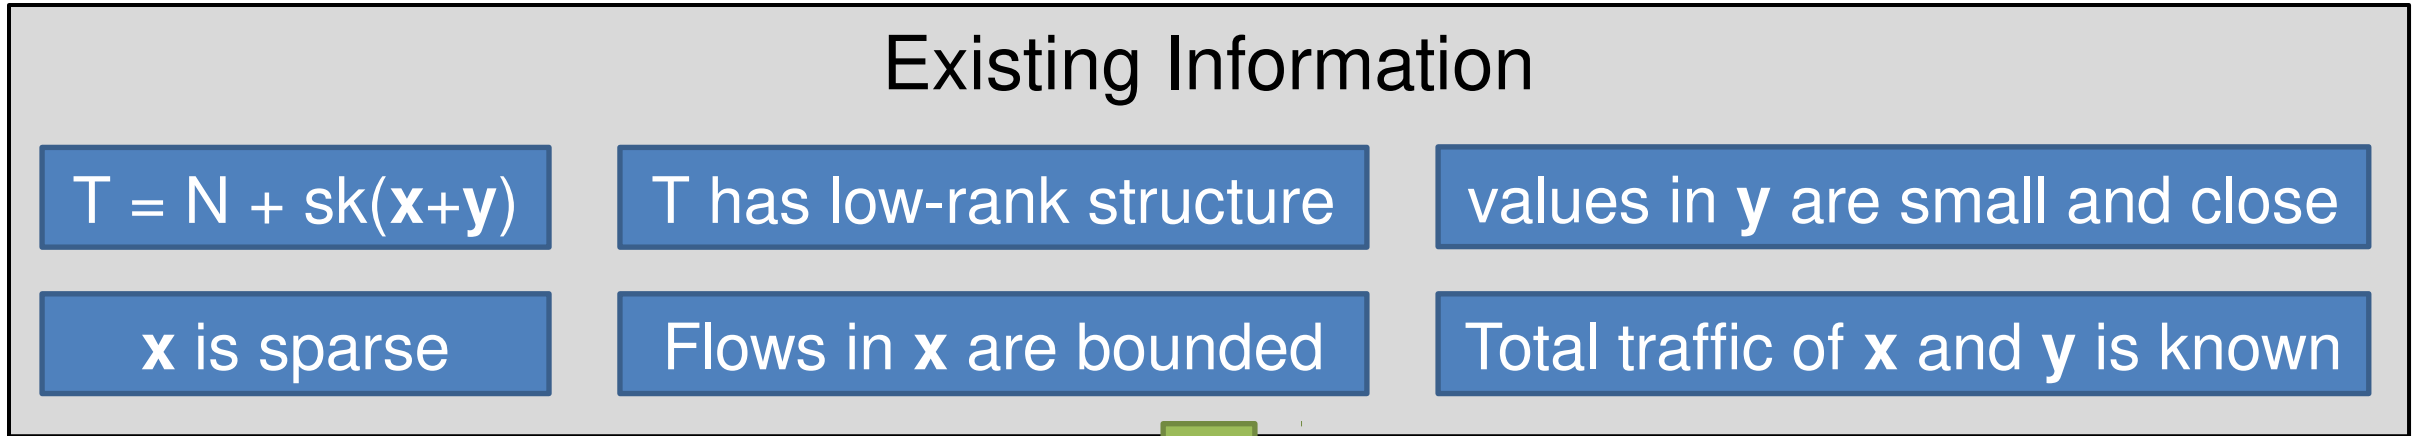 Existing Information
T = N + sk(x+y)
T has low-rank structure
values in y are small and close
x is sparse
Flows in x are bounded
Total traffic of x and y is known